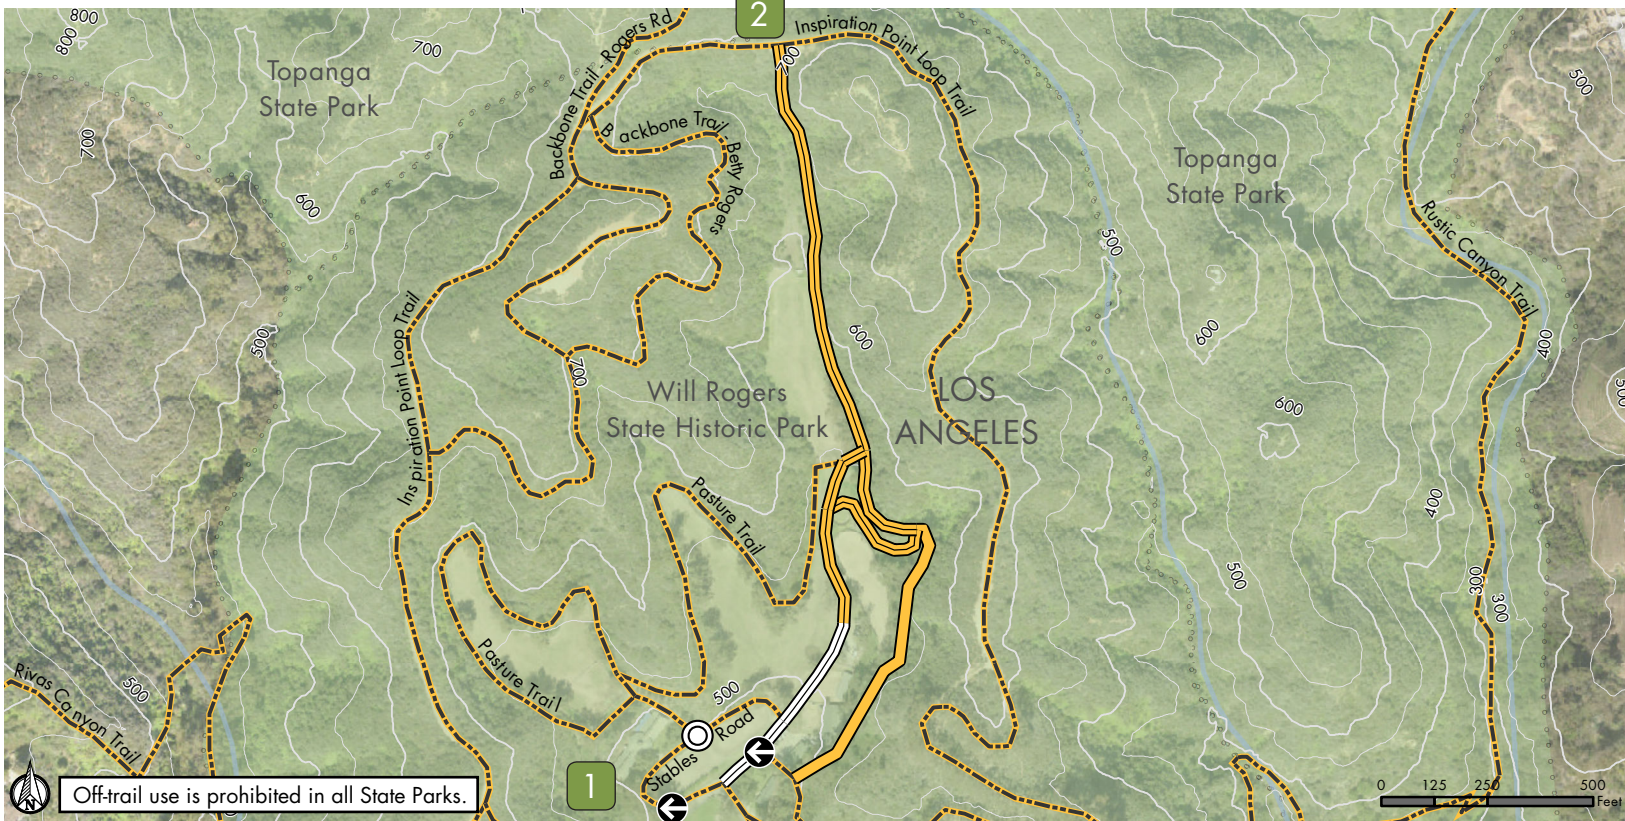 800
800
700
2
Inspiration Point Loop Trail
700
Backbone Trail - Rogers Rd
Topanga
State Park
500
700
Backbone Trail
Betty Rogers
Topanga
State Park
600
Rustic Canyon Trail
500
Inspiration Point Loop Trail
500
600
600
400
700
Will Rogers
State Historic Park
LOS
ANGELES
600
500
Pasture Trail
400
500
300
300
Pasture Trail
Rivas Canyon Trail
500
500
Stables Road
1
N
Off-trail use is prohibited in all State Parks.
0 125 250 500
Feet